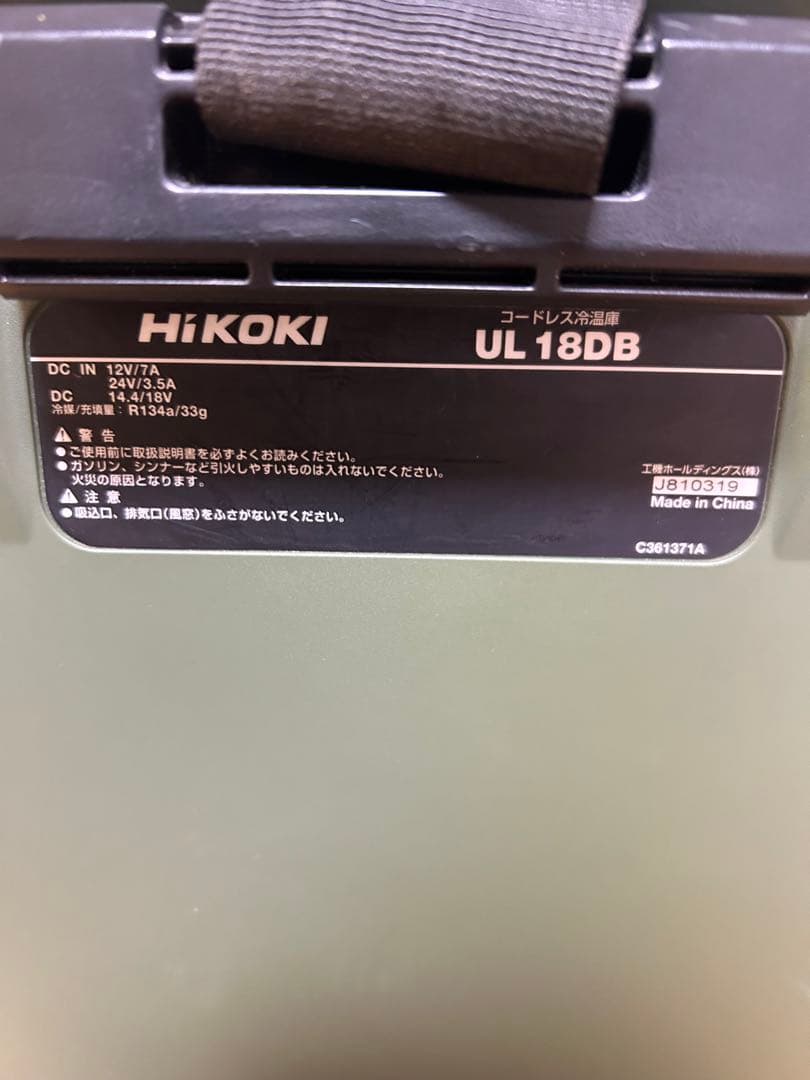 HiKOKI
コードレス冷温庫
UL 18DB
DC IN 12V/7A
24V/3.5A
DC 14.4/18V
冷媒/充填量：R134a/33g
⚠ 警告
●ご使用前に取扱説明書を必ずよくお読みください。
●ガソリン、シンナーなど引火しやすいものは入れないでください。
火災の原因となります。
⚠ 注意
●吸込口、排気口(風窓)をふさがないでください。
工機ホールディングス(株)
J810319
Made in China
C361371A